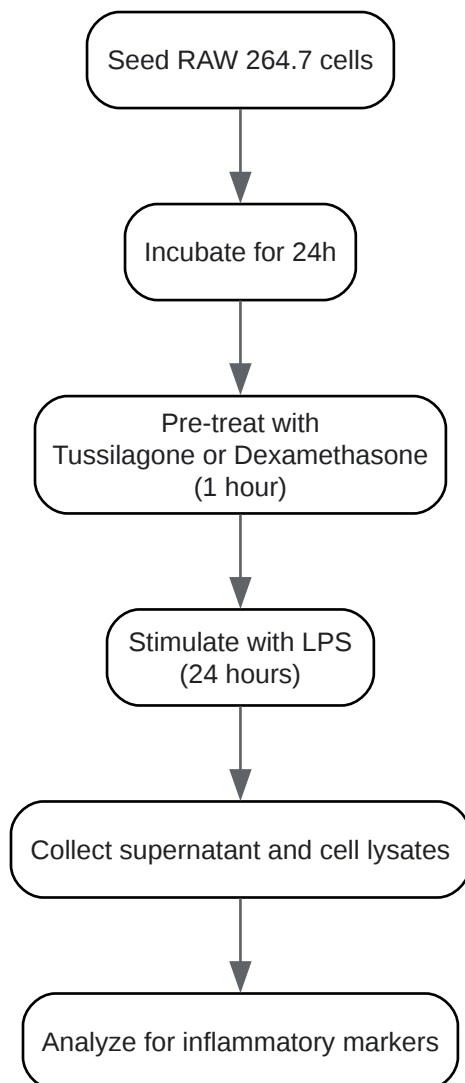 Seed RAW 264.7 cells
Incubate for 24h
Pre-treat with
Tussilagone or Dexamethasone
(1 hour)
Stimulate with LPS
(24 hours)
Collect supernatant and cell lysates
Analyze for inflammatory markers